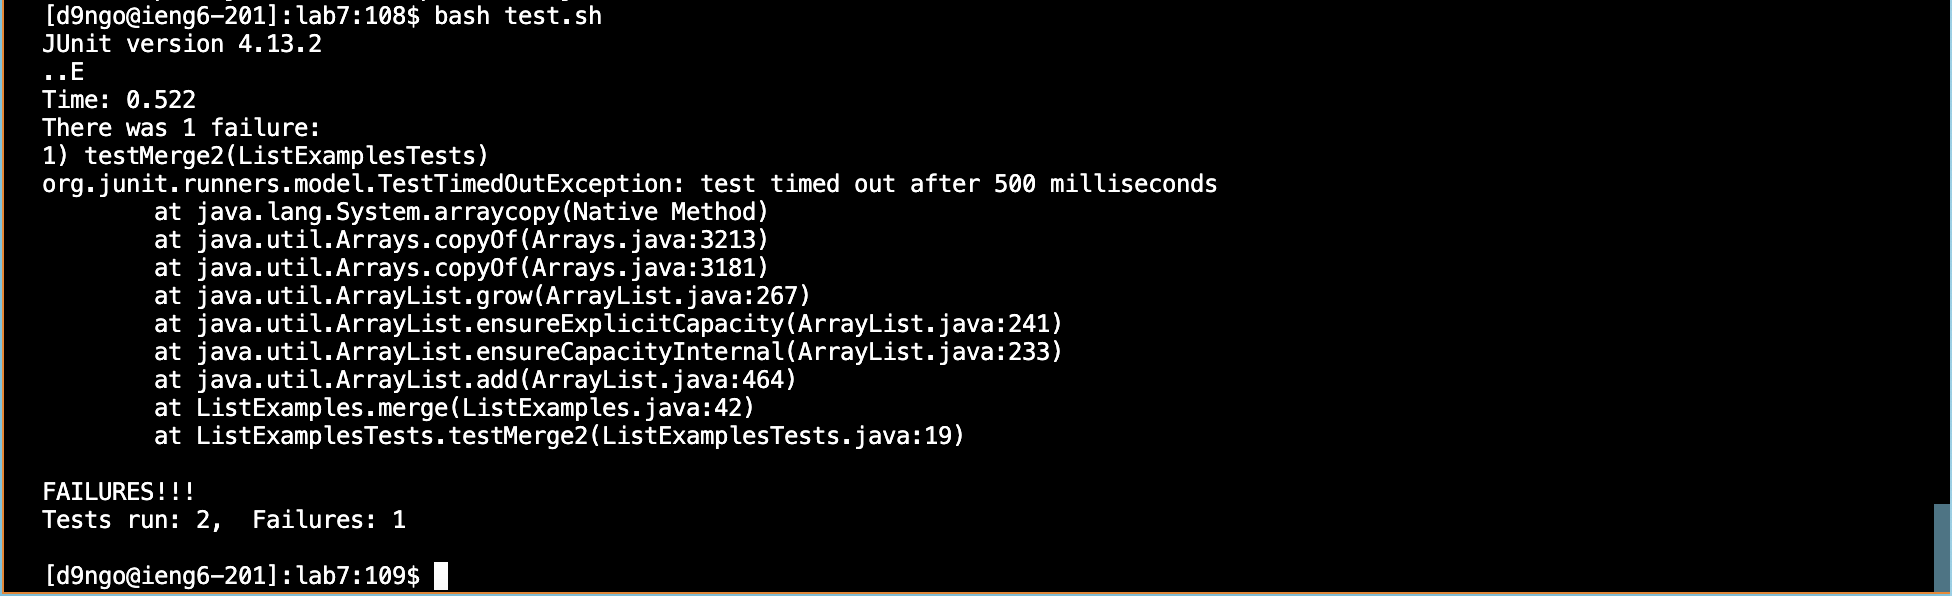 [d9ngo@ieng6-201]:lab7:108$ bash test.sh
JUnit version 4.13.2
..E
Time: 0.522
There was 1 failure:
1) testMerge2(ListExamplesTests)
org.junit.runners.model.TestTimedOutException: test timed out after 500 milliseconds
        at java.lang.System.arraycopy(Native Method)
        at java.util.Arrays.copyOf(Arrays.java:3213)
        at java.util.Arrays.copyOf(Arrays.java:3181)
        at java.util.ArrayList.grow(ArrayList.java:267)
        at java.util.ArrayList.ensureExplicitCapacity(ArrayList.java:241)
        at java.util.ArrayList.ensureCapacityInternal(ArrayList.java:233)
        at java.util.ArrayList.add(ArrayList.java:464)
        at ListExamples.merge(ListExamples.java:42)
        at ListExamplesTests.testMerge2(ListExamplesTests.java:19)

FAILURES!!!
Tests run: 2,  Failures: 1

[d9ngo@ieng6-201]:lab7:109$